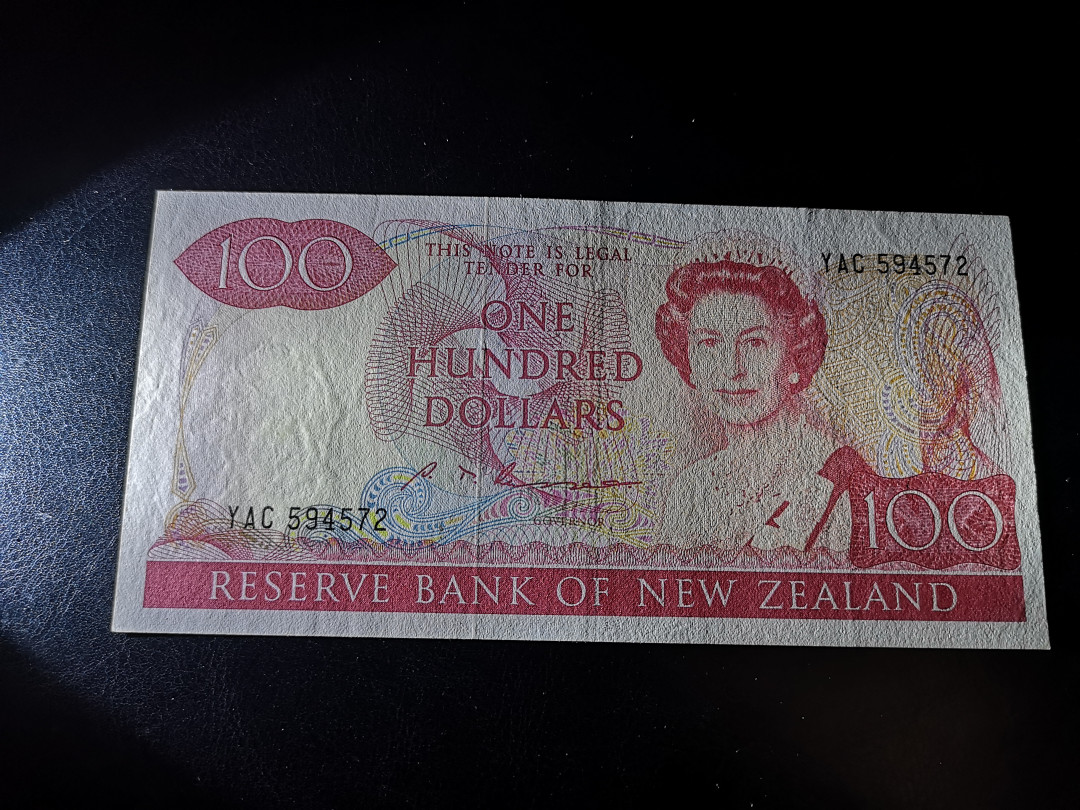 100
THIS NOTE IS LEGAL
TENDER FOR
YAC 594572
ONE
HUNDRED
DOLLARS
YAC 594572
GOVERNOR
100
RESERVE BANK OF NEW ZEALAND